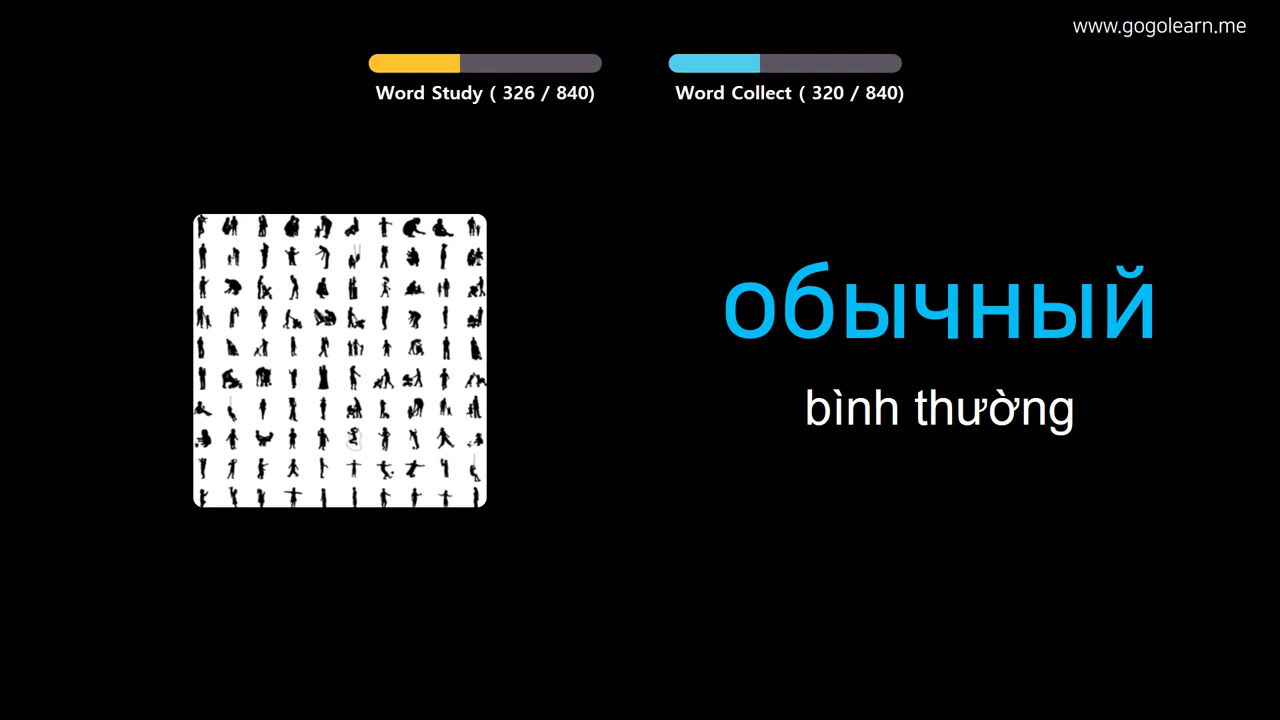 www.gogolearn.me
Word Study ( 326 / 840)
Word Collect ( 320 / 840)
обычный
bình thường